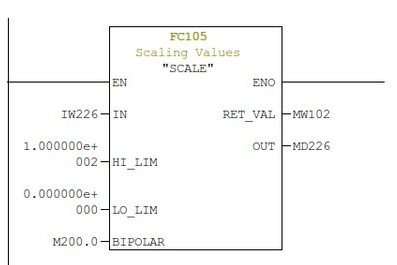 FC105
Scaling Values
"SCALE"
EN ENO
IW226 IN RET_VAL MW102
1.000000e+ OUT MD226
002 HI_LIM
0.000000e+
000 LO_LIM
M200.0 BIPOLAR